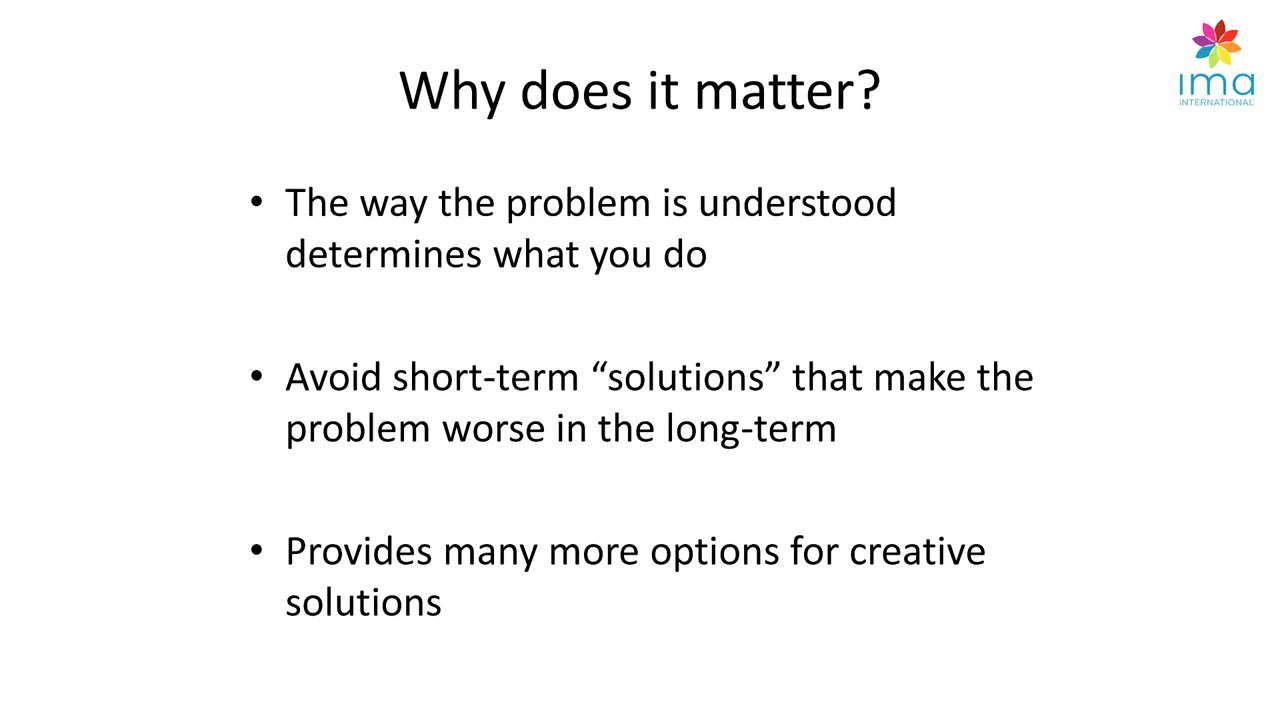 Why does it matter?
ima
INTERNATIONAL
• The way the problem is understood
determines what you do
• Avoid short-term “solutions” that make the
problem worse in the long-term
• Provides many more options for creative
solutions